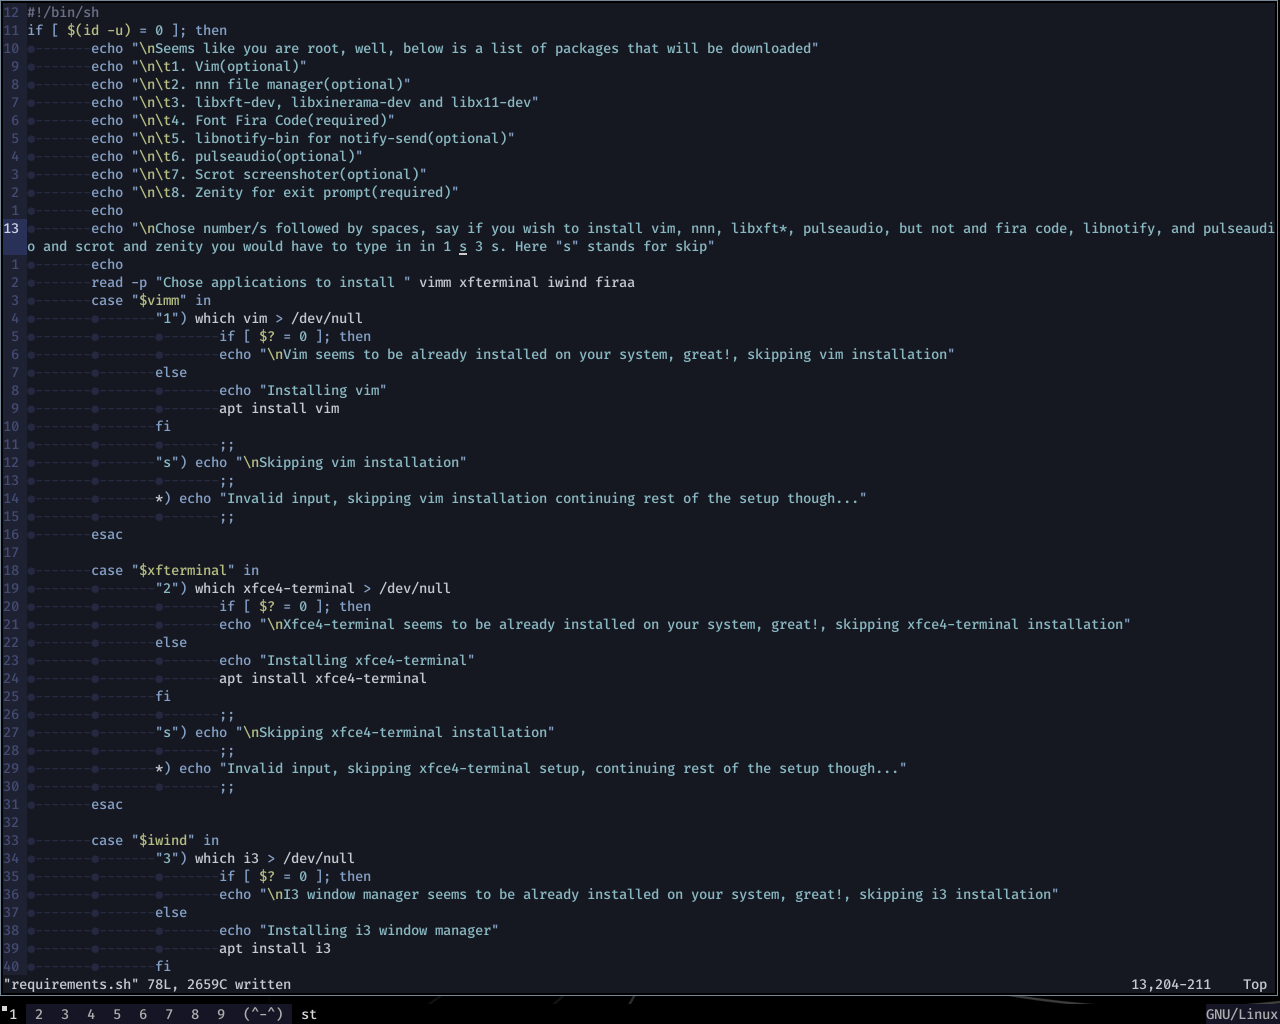 12 #!/bin/sh
11 if [ $(id -u) = 0 ]; then
10 echo "\nSeems like you are root, well, below is a list of packages that will be downloaded"
9 echo "\n\t1. Vim(optional)"
8 echo "\n\t2. nnn file manager(optional)"
7 echo "\n\t3. libxft-dev, libxinerama-dev and libx11-dev"
6 echo "\n\t4. Font Fira Code(required)"
5 echo "\n\t5. libnotify-bin for notify-send(optional)"
4 echo "\n\t6. pulseaudio(optional)"
3 echo "\n\t7. Scrot screenshoter(optional)"
2 echo "\n\t8. Zenity for exit prompt(required)"
1 echo
13 echo "\nChose number/s followed by spaces, say if you wish to install vim, nnn, libxft*, pulseaudio, but not and fira code, libnotify, and pulseaudi
o and scrot and zenity you would have to type in in 1 s 3 s. Here "s" stands for skip"
1 echo
2 read -p "Chose applications to install " vimm xfterminal iwind firaa
3 case "$vimm" in
4 "1") which vim > /dev/null
5 if [ $? = 0 ]; then
6 echo "\nVim seems to be already installed on your system, great!, skipping vim installation"
7 else
8 echo "Installing vim"
9 apt install vim
10 fi
11 ;;
12 "s") echo "\nSkipping vim installation"
13 ;;
14 *) echo "Invalid input, skipping vim installation continuing rest of the setup though..."
15 ;;
16 esac
17
18 case "$xfterminal" in
19 "2") which xfce4-terminal > /dev/null
20 if [ $? = 0 ]; then
21 echo "\nXfce4-terminal seems to be already installed on your system, great!, skipping xfce4-terminal installation"
22 else
23 echo "Installing xfce4-terminal"
24 apt install xfce4-terminal
25 fi
26 ;;
27 "s") echo "\nSkipping xfce4-terminal installation"
28 ;;
29 *) echo "Invalid input, skipping xfce4-terminal setup, continuing rest of the setup though..."
30 ;;
31 esac
32
33 case "$iwind" in
34 "3") which i3 > /dev/null
35 if [ $? = 0 ]; then
36 echo "\nI3 window manager seems to be already installed on your system, great!, skipping i3 installation"
37 else
38 echo "Installing i3 window manager"
39 apt install i3
40 fi
"requirements.sh" 78L, 2659C written 13,204-211 Top
1 2 3 4 5 6 7 8 9 (^-^) st GNU/Linux